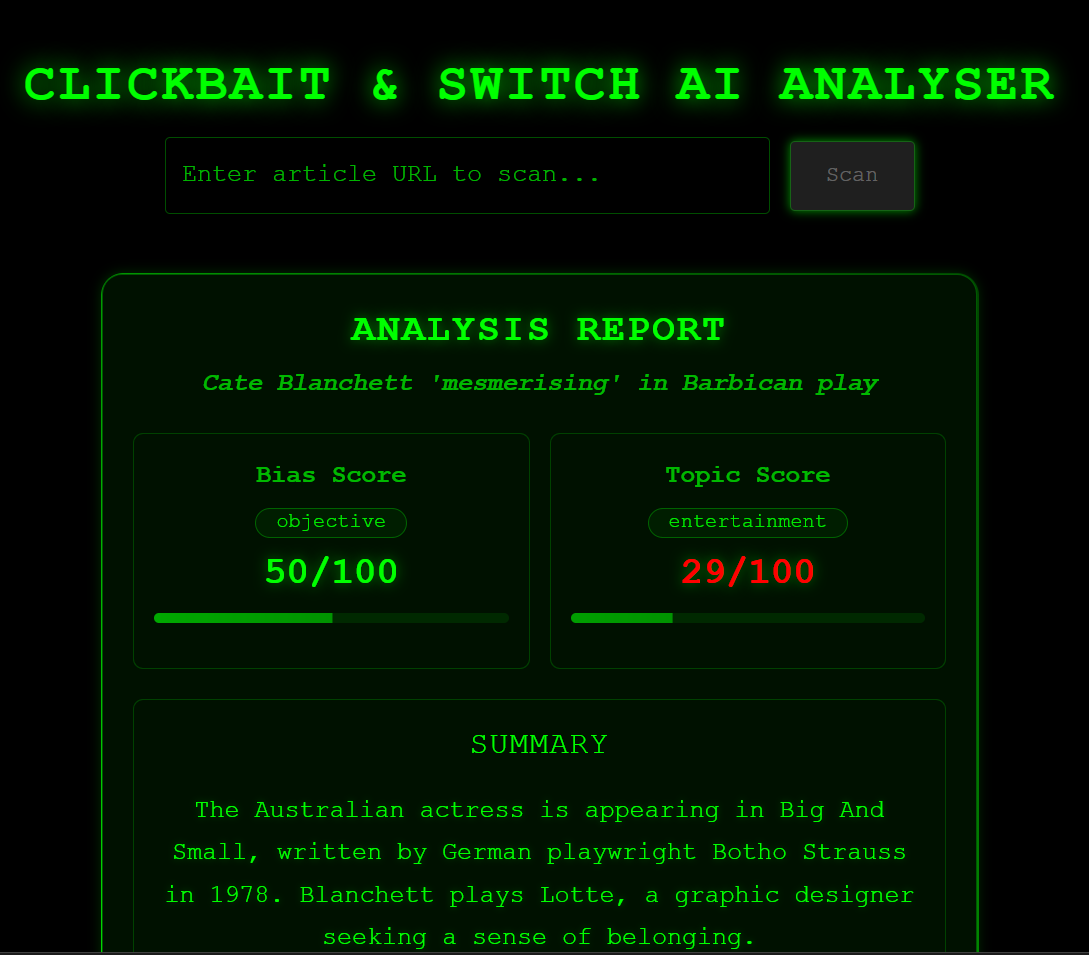 CLICKBAIT & SWITCH AI ANALYSER
Enter article URL to scan...
Scan
ANALYSIS REPORT
Cate Blanchett 'mesmerising' in Barbican play
Bias Score
objective
50/100
Topic Score
entertainment
29/100
SUMMARY
The Australian actress is appearing in Big And
Small, written by German playwright Botho Strauss
in 1978. Blanchett plays Lotte, a graphic designer
seeking a sense of belonging.